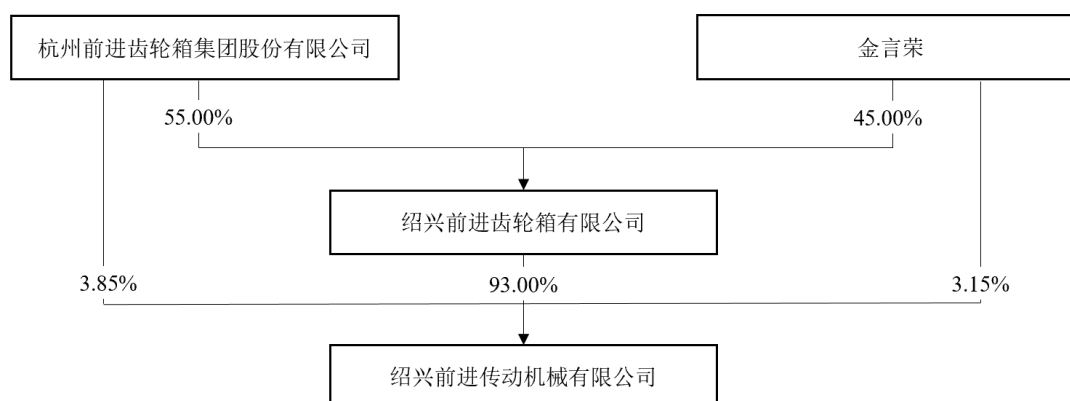 杭州前进齿轮箱集团股份有限公司
金言荣
55.00%
45.00%
绍兴前进齿轮箱有限公司
3.85%
93.00%
3.15%
绍兴前进传动机械有限公司